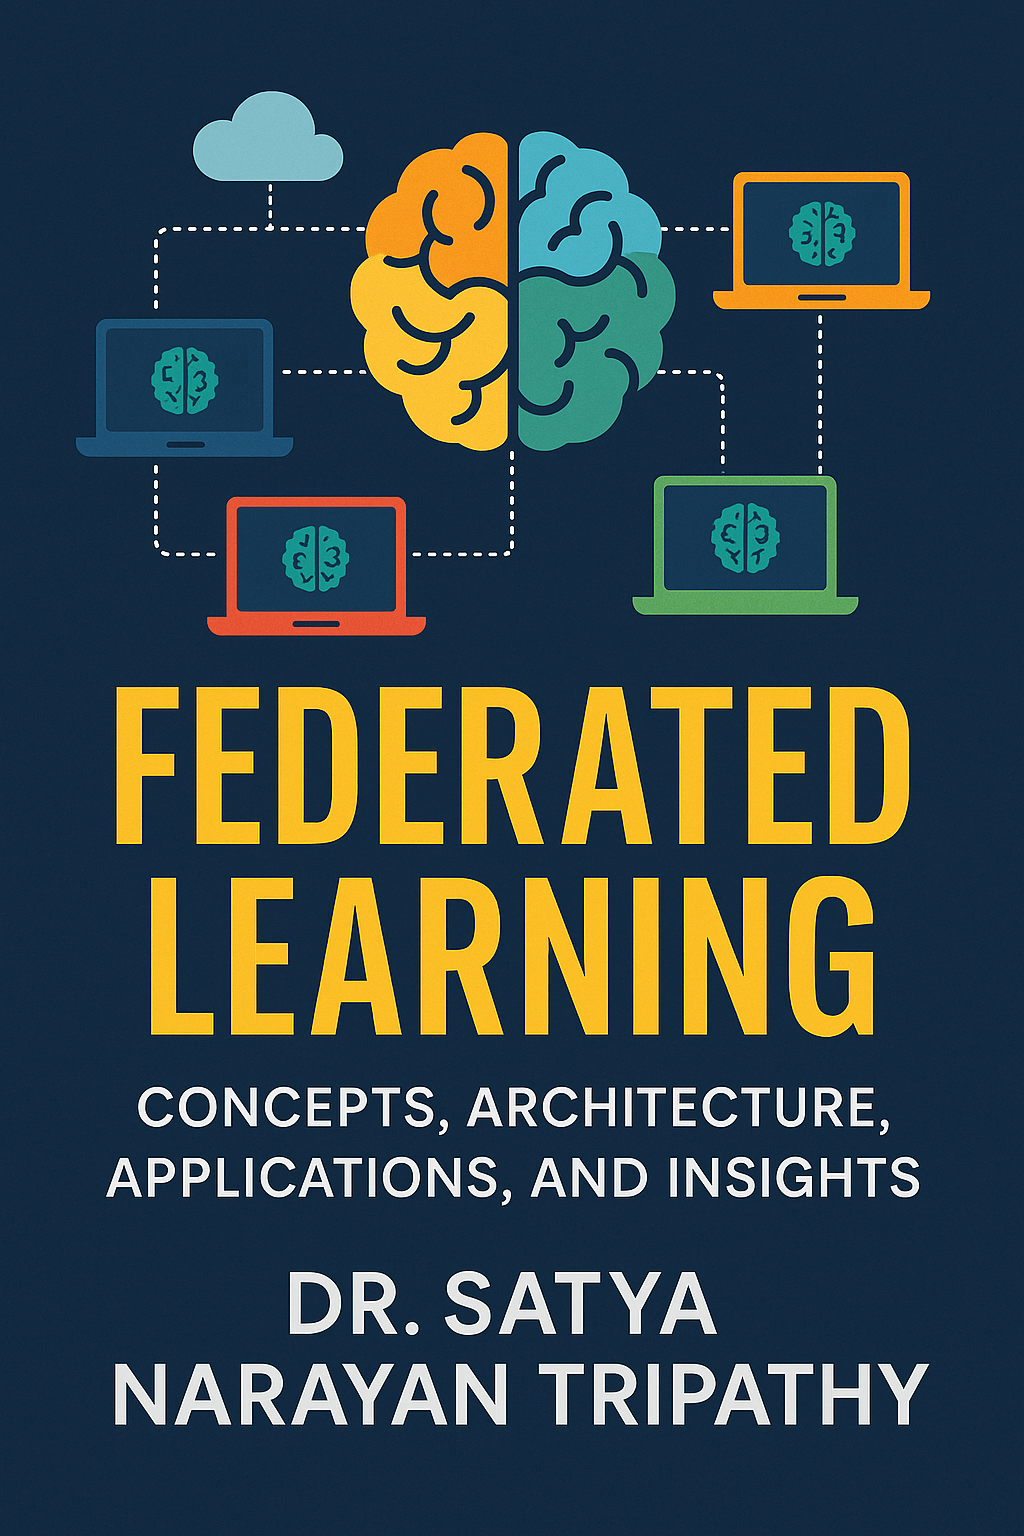 FEDERATED
LEARNING
CONCEPTS, ARCHITECTURE,
APPLICATIONS, AND INSIGHTS
DR. SATYA
NARAYAN TRIPATHY